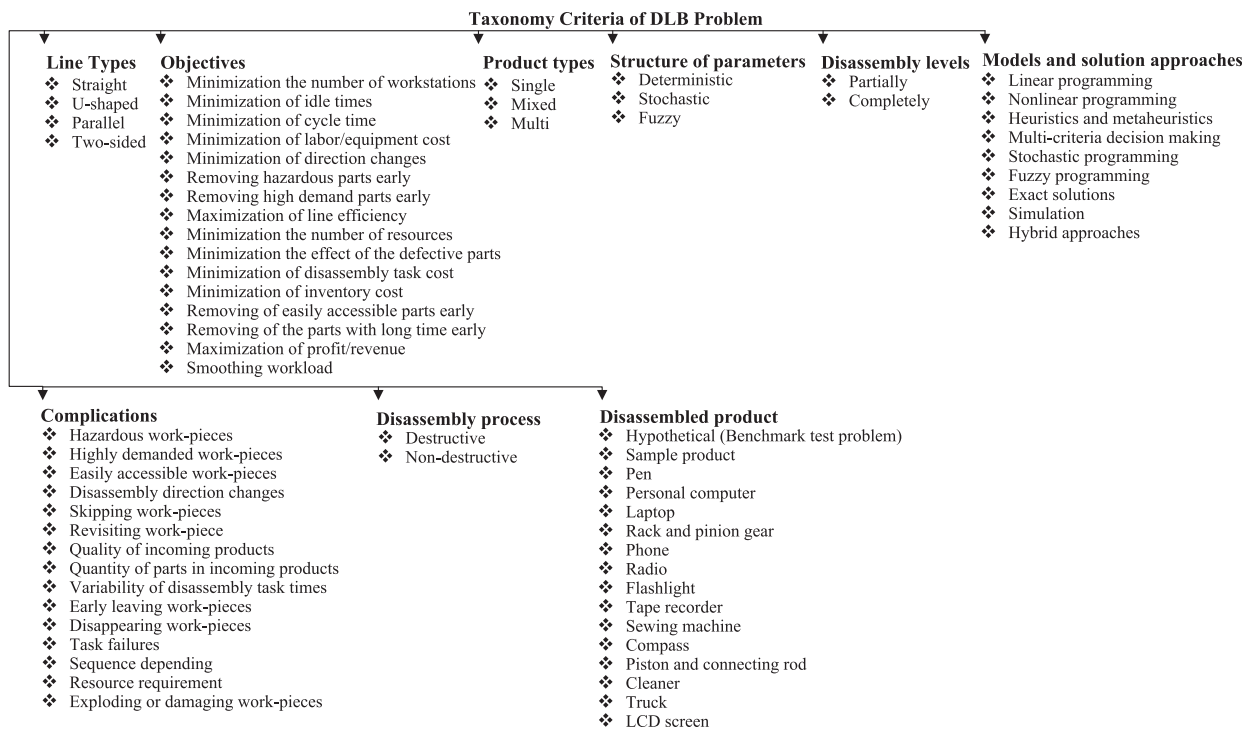 Taxonomy Criteria of DLB Problem
Line Types
❖ Straight
❖ U-shaped
❖ Parallel
❖ Two-sided
Objectives
❖ Minimization the number of workstations
❖ Minimization of idle times
❖ Minimization of cycle time
❖ Minimization of labor/equipment cost
❖ Minimization of direction changes
❖ Removing hazardous parts early
❖ Removing high demand parts early
❖ Maximization of line efficiency
❖ Minimization the number of resources
❖ Minimization the effect of the defective parts
❖ Minimization of disassembly task cost
❖ Minimization of inventory cost
❖ Removing of easily accessible parts early
❖ Removing of the parts with long time early
❖ Maximization of profit/revenue
❖ Smoothing workload
Product types
❖ Single
❖ Mixed
❖ Multi
Structure of parameters
❖ Deterministic
❖ Stochastic
❖ Fuzzy
Disassembly levels
❖ Partially
❖ Completely
Models and solution approaches
❖ Linear programming
❖ Nonlinear programming
❖ Heuristics and metaheuristics
❖ Multi-criteria decision making
❖ Stochastic programming
❖ Fuzzy programming
❖ Exact solutions
❖ Simulation
❖ Hybrid approaches
Complications
❖ Hazardous work-pieces
❖ Highly demanded work-pieces
❖ Easily accessible work-pieces
❖ Disassembly direction changes
❖ Skipping work-pieces
❖ Revisiting work-piece
❖ Quality of incoming products
❖ Quantity of parts in incoming products
❖ Variability of disassembly task times
❖ Early leaving work-pieces
❖ Disappearing work-pieces
❖ Task failures
❖ Sequence depending
❖ Resource requirement
❖ Exploding or damaging work-pieces
Disassembly process
❖ Destructive
❖ Non-destructive
Disassembled product
❖ Hypothetical (Benchmark test problem)
❖ Sample product
❖ Pen
❖ Personal computer
❖ Laptop
❖ Rack and pinion gear
❖ Phone
❖ Radio
❖ Flashlight
❖ Tape recorder
❖ Sewing machine
❖ Compass
❖ Piston and connecting rod
❖ Cleaner
❖ Truck
❖ LCD screen